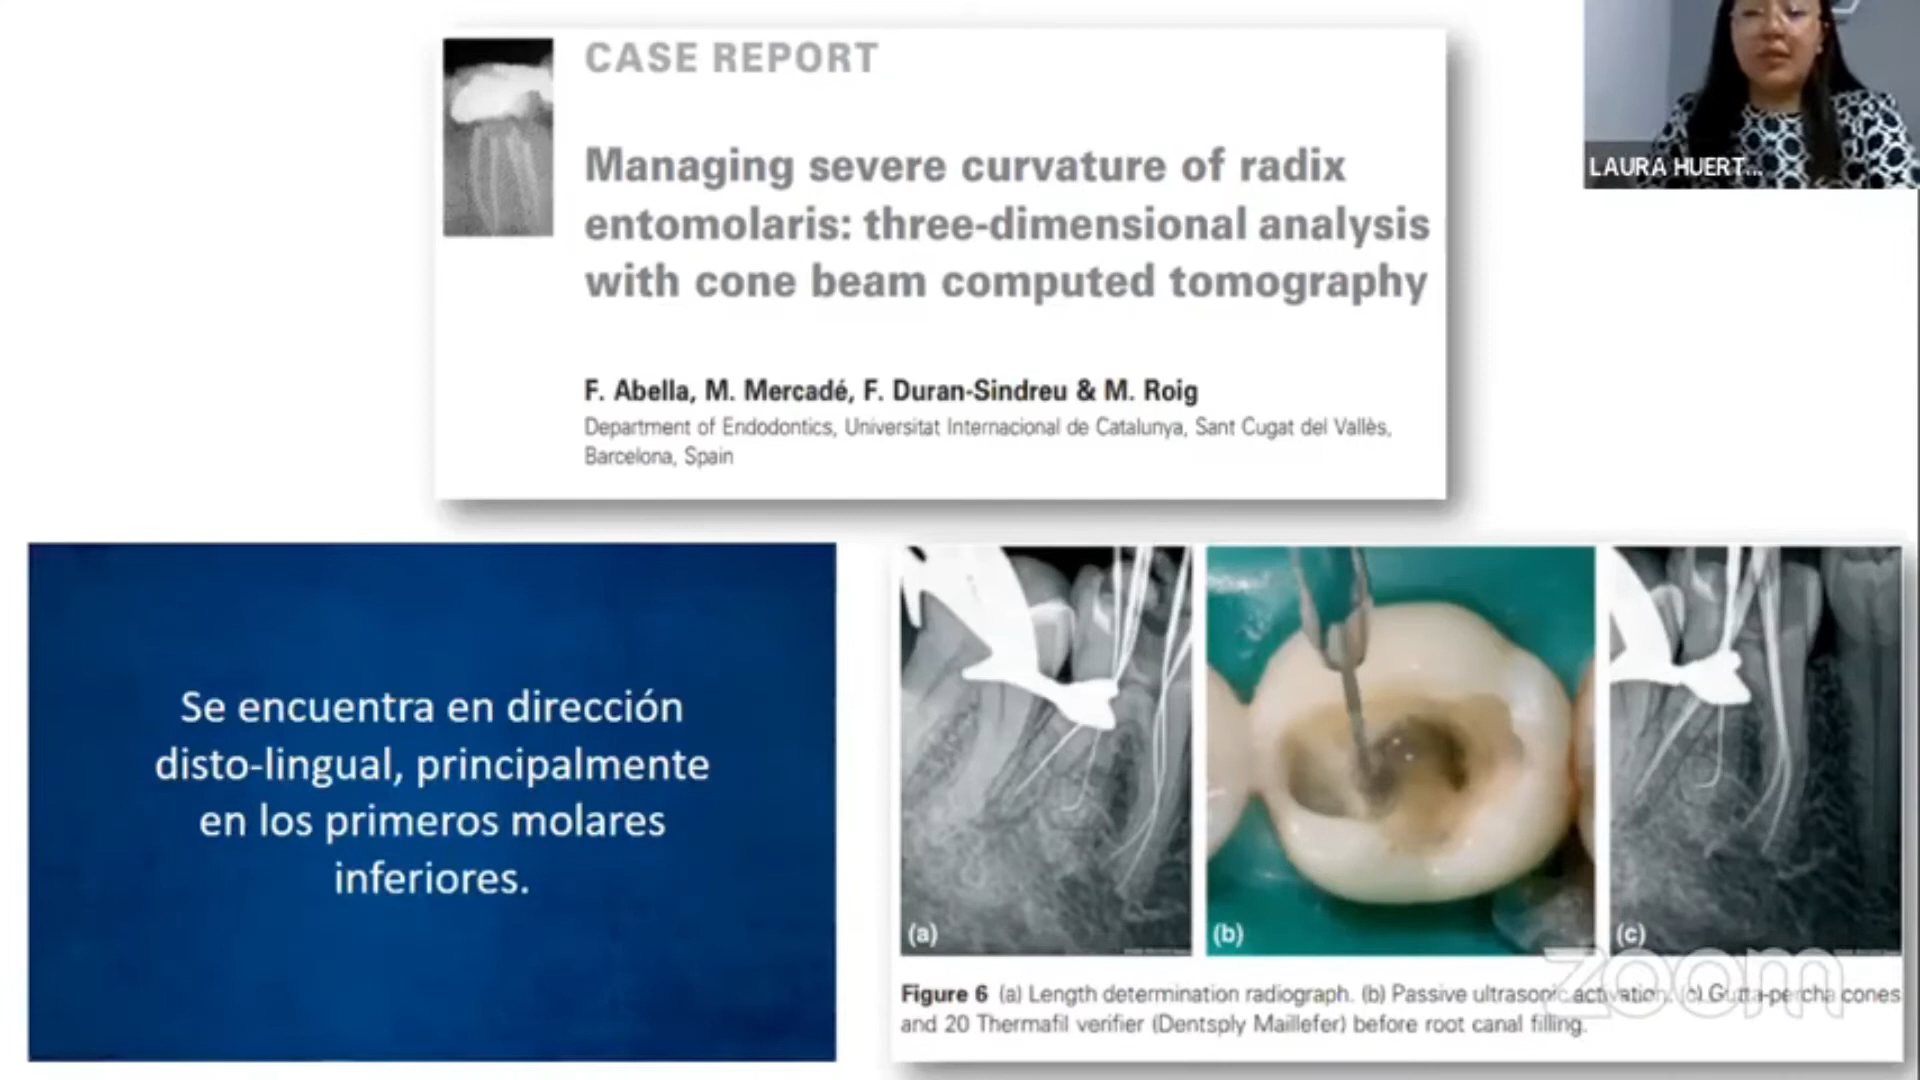 CASE REPORT
Managing severe curvature of radix
entomolaris: three-dimensional analysis
with cone beam computed tomography
F. Abella, M. Mercadé, F. Duran-Sindreu & M. Roig
Department of Endodontics, Universitat Internacional de Catalunya, Sant Cugat del Vallès,
Barcelona, Spain
LAURA HUERT...
Se encuentra en dirección
disto-lingual, principalmente
en los primeros molares
inferiores.
(a)
(b)
(c)
Figure 6 (a) Length determination radiograph. (b) Passive ultrasonic activation. (c) Gutta-percha cones
and 20 Thermafil verifier (Dentsply Maillefer) before root canal filling.
zoom